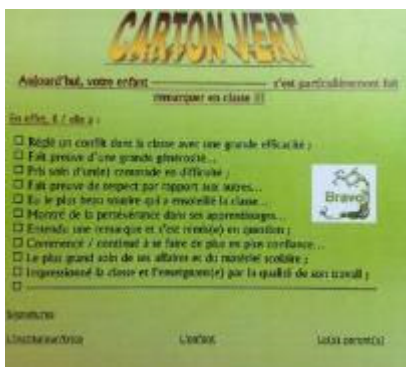 CARTON VERT
Aujourd'hui, votre enfant s'est particulièrement fait
remarquer en classe !!!
En effet, il / elle a :
Réglé un conflit dans la classe avec une grande efficacité ;
Fait preuve d'une grande générosité...
Pris soin d'un(e) camarade en difficulté ;
Fait preuve de respect par rapport aux autres...
Eu le plus beau sourire qui a ensoleillé la classe...
Montré de la persévérance dans ses apprentissages...
Entendu une remarque et s'est remis(e) en question ;
Commencé / continué à se faire de plus en plus confiance...
Le plus grand soin de ses affaires et du matériel scolaire ;
Impressionné la classe et l'enseignant(e) par la qualité de son travail ;
Bravo
Signatures
L'instituteur/trice L'enfant Le(s) parent(s)